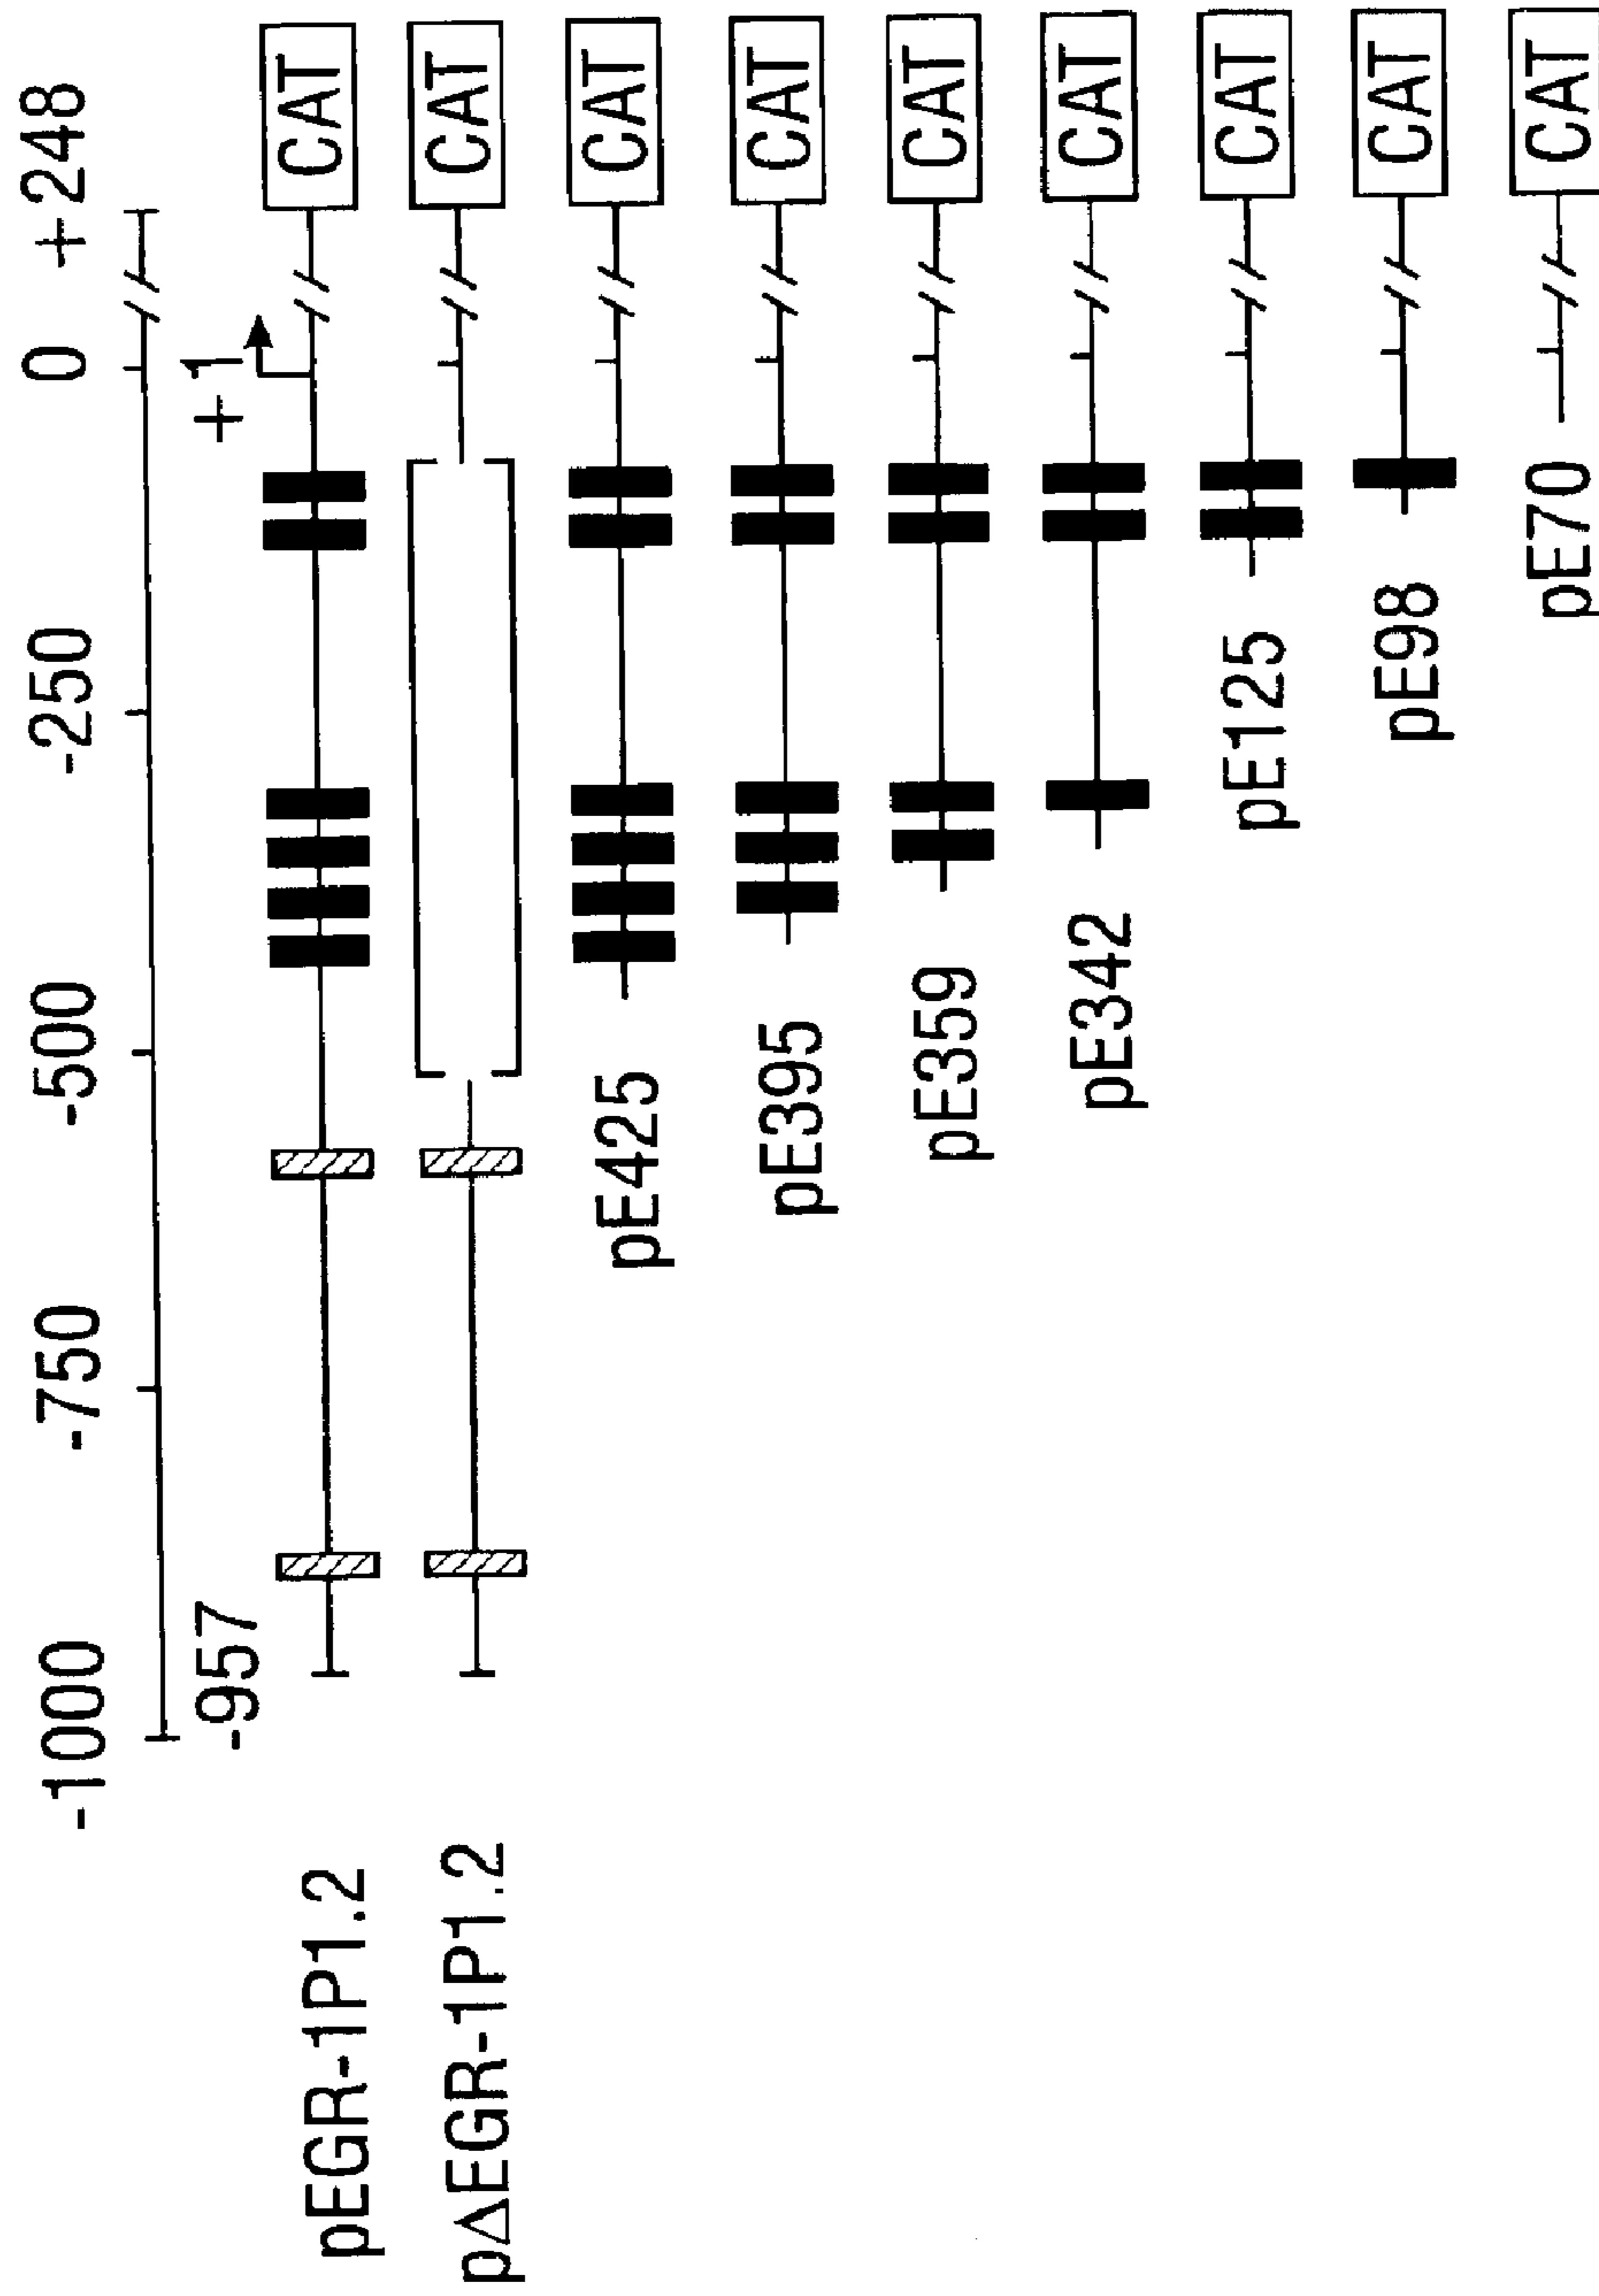 -1000 -750 -500 -250 0 +248
-957 +1
pEGR-1P1.2 CAT
pΔEGR-1P1.2 CAT
pE425 CAT
pE395 CAT
pE359 CAT
pE342 CAT
pE125 CAT
pE98 CAT
pE70 CAT